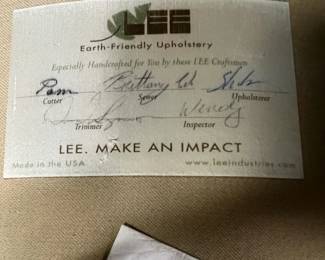 LEE
Earth-Friendly Upholstery
Especially Handcrafted for You by these LEE Craftsmen
Pam Brittany
Cutter Sewer Upholsterer
Wendy
Trimmer Inspector
LEE. MAKE AN IMPACT
Made in the USA www.leeindustries.com